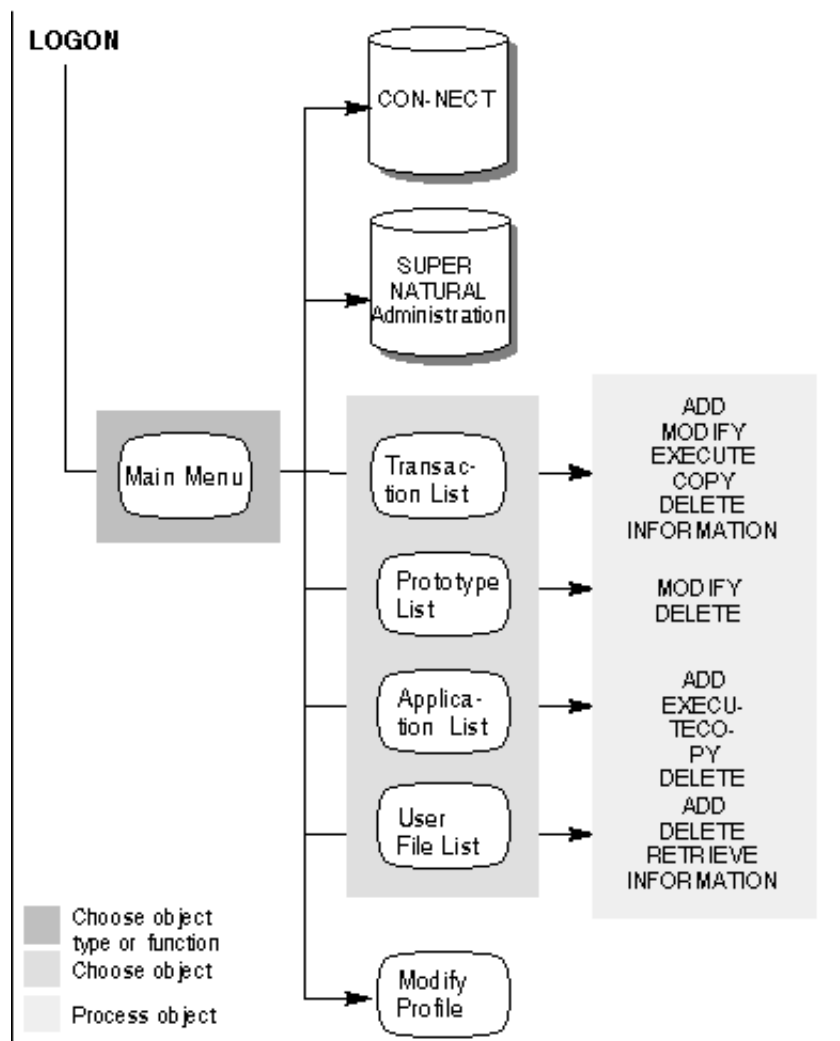 LOGON
CON-NECT
SUPER
NATURAL
Administration
Main Menu
Transac-
tion List
ADD
MODIFY
EXECUTE
COPY
DELETE
INFORMATION
Prototype
List
MODIFY
DELETE
Applica-
tion List
ADD
EXECU-
TECO-
PY
DELETE
User
File List
ADD
DELETE
RETRIEVE
INFORMATION
Modify
Profile
Choose object
type or function
Choose object
Process object